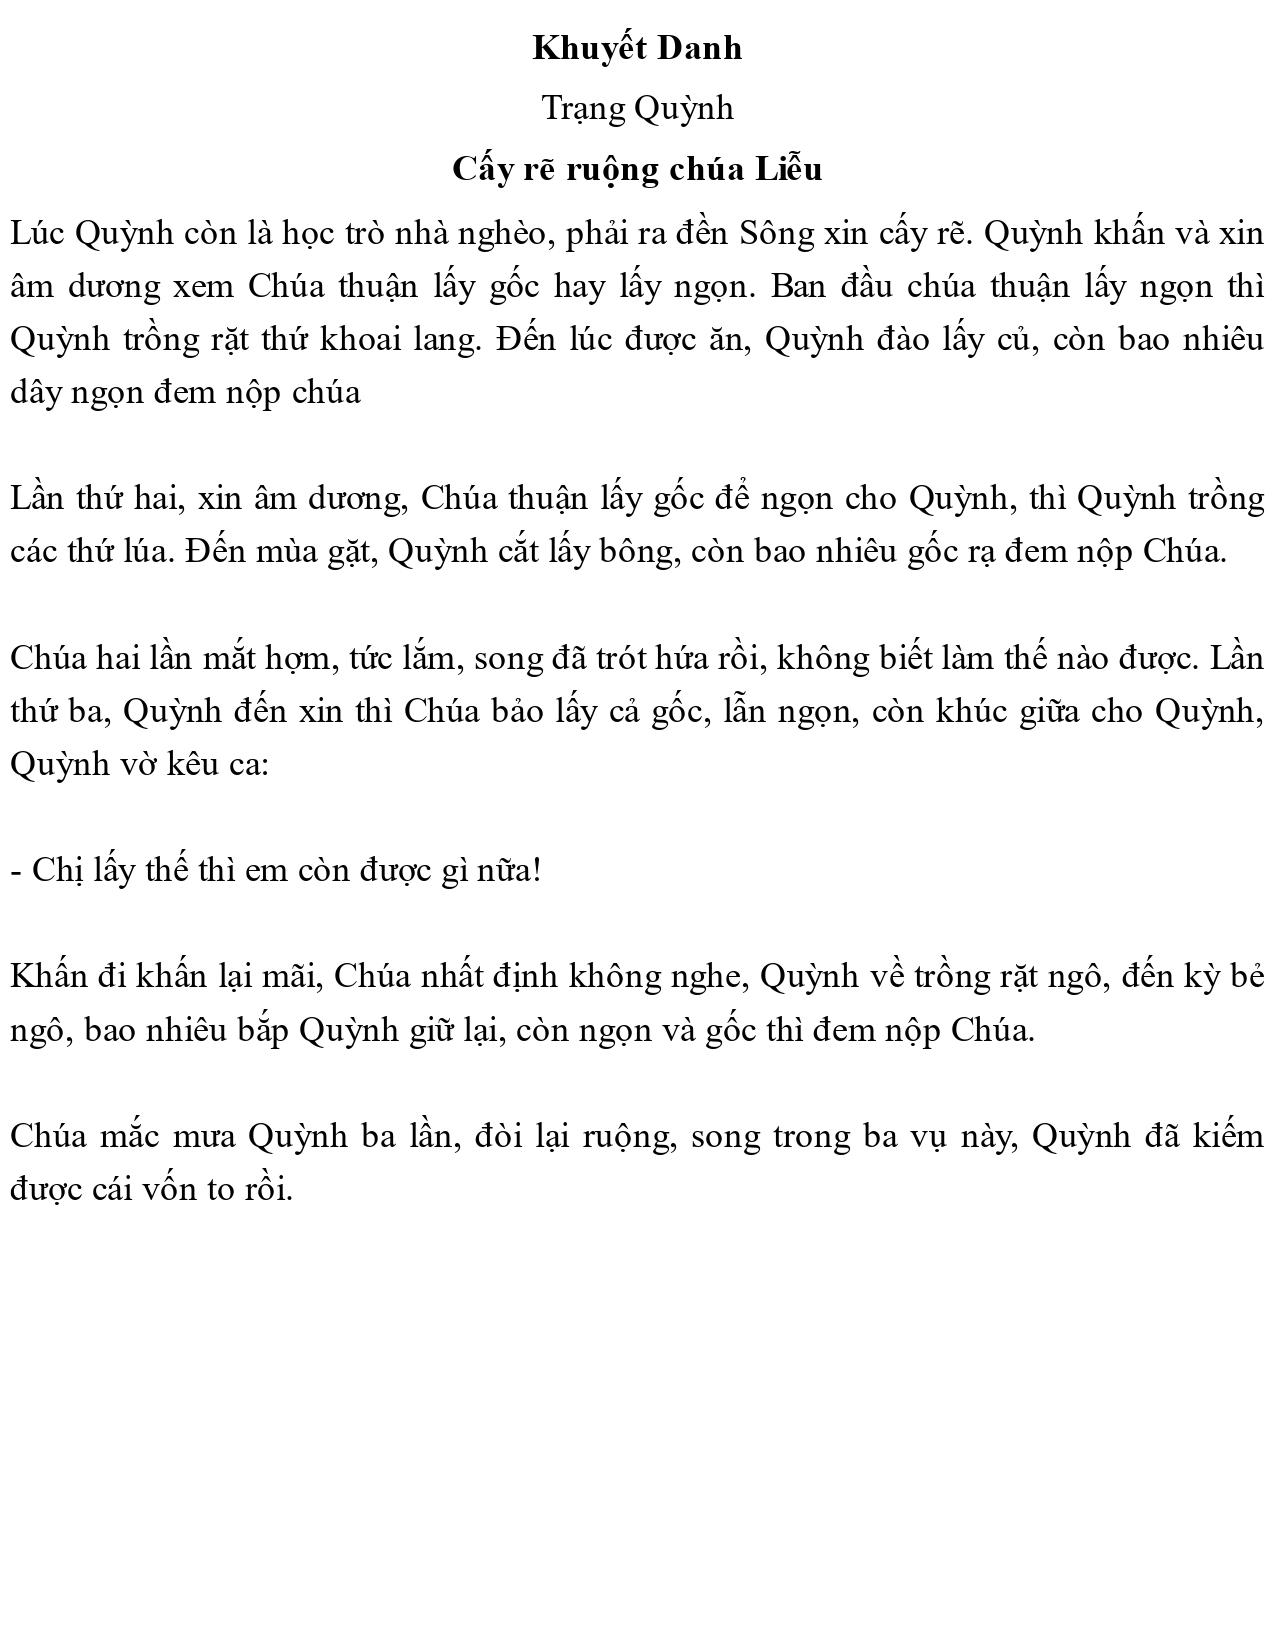 Khuyết Danh
Trạng Quỳnh
Cấy rẽ ruộng chúa Liễu
Lúc Quỳnh còn là học trò nhà nghèo, phải ra đền Sông xin cấy rẽ. Quỳnh khấn và xin
âm dương xem Chúa thuận lấy gốc hay lấy ngọn. Ban đầu chúa thuận lấy ngọn thì
Quỳnh trồng rặt thứ khoai lang. Đến lúc được ăn, Quỳnh đào lấy củ, còn bao nhiêu
dây ngọn đem nộp chúa
Lần thứ hai, xin âm dương, Chúa thuận lấy gốc để ngọn cho Quỳnh, thì Quỳnh trồng
các thứ lúa. Đến mùa gặt, Quỳnh cắt lấy bông, còn bao nhiêu gốc rạ đem nộp Chúa.
Chúa hai lần mắt hợm, tức lắm, song đã trót hứa rồi, không biết làm thế nào được. Lần
thứ ba, Quỳnh đến xin thì Chúa bảo lấy cả gốc, lẫn ngọn, còn khúc giữa cho Quỳnh,
Quỳnh vờ kêu ca:
- Chị lấy thế thì em còn được gì nữa!
Khấn đi khấn lại mãi, Chúa nhất định không nghe, Quỳnh về trồng rặt ngô, đến kỳ bẻ
ngô, bao nhiêu bắp Quỳnh giữ lại, còn ngọn và gốc thì đem nộp Chúa.
Chúa mắc mưa Quỳnh ba lần, đòi lại ruộng, song trong ba vụ này, Quỳnh đã kiếm
được cái vốn to rồi.